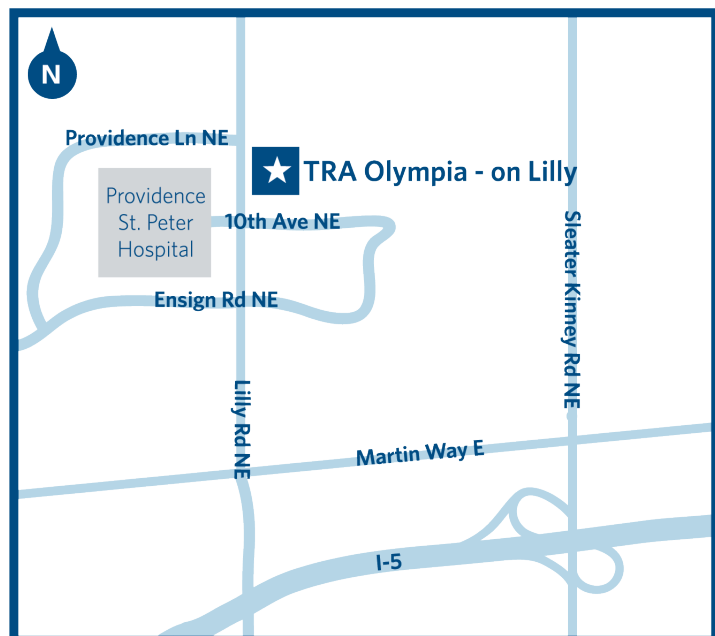 N
Providence Ln NE
TRA Olympia - on Lilly
Providence
St. Peter
Hospital
10th Ave NE
Sleater Kinney Rd NE
Ensign Rd NE
Lilly Rd NE
Martin Way E
I-5